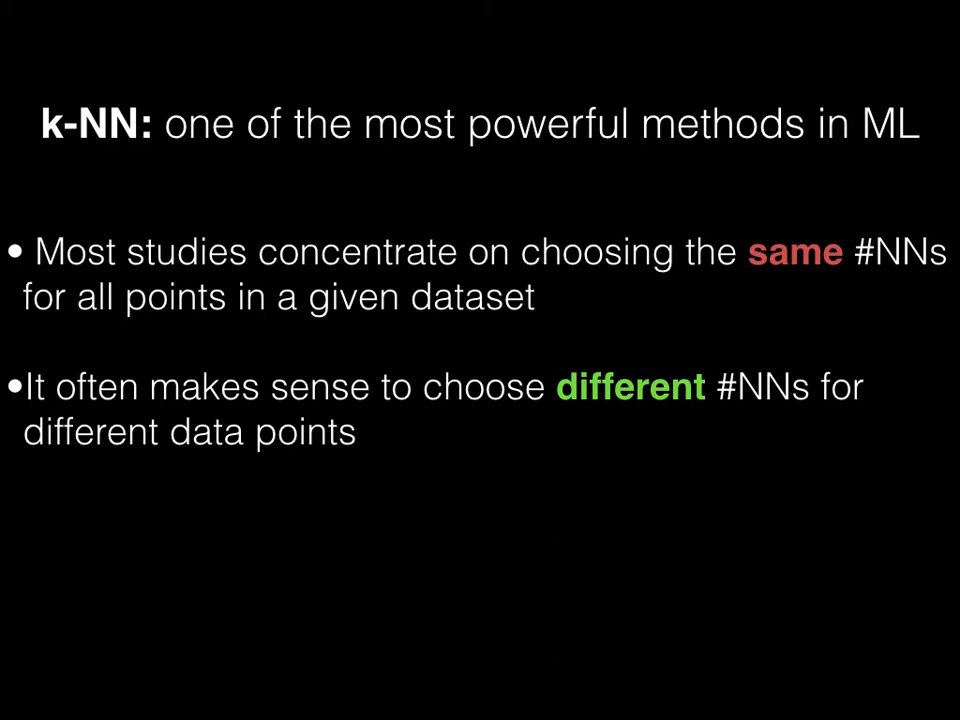 k-NN: one of the most powerful methods in ML
• Most studies concentrate on choosing the same #NNs
for all points in a given dataset
•It often makes sense to choose different #NNs for
different data points